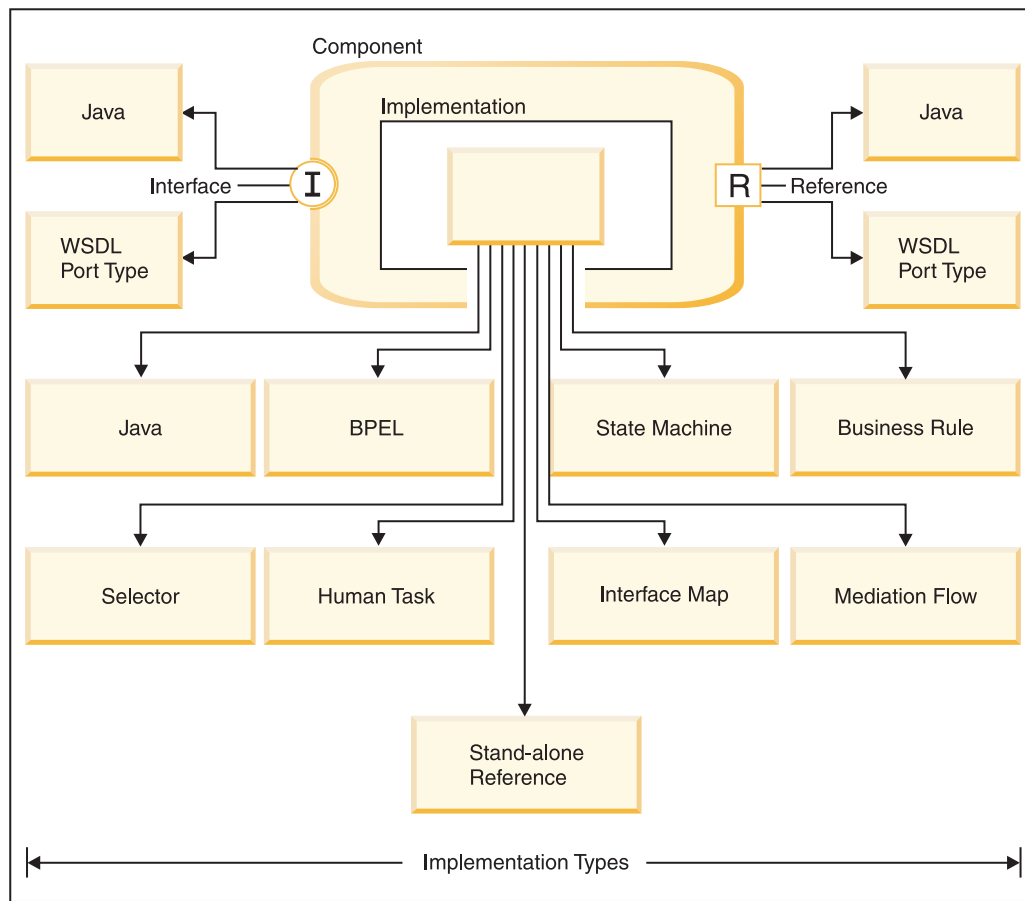 Component
Java
Implementation
Java
Interface
I
R
Reference
WSDL
Port Type
WSDL
Port Type
Java
BPEL
State Machine
Business Rule
Selector
Human Task
Interface Map
Mediation Flow
Stand-alone
Reference
Implementation Types